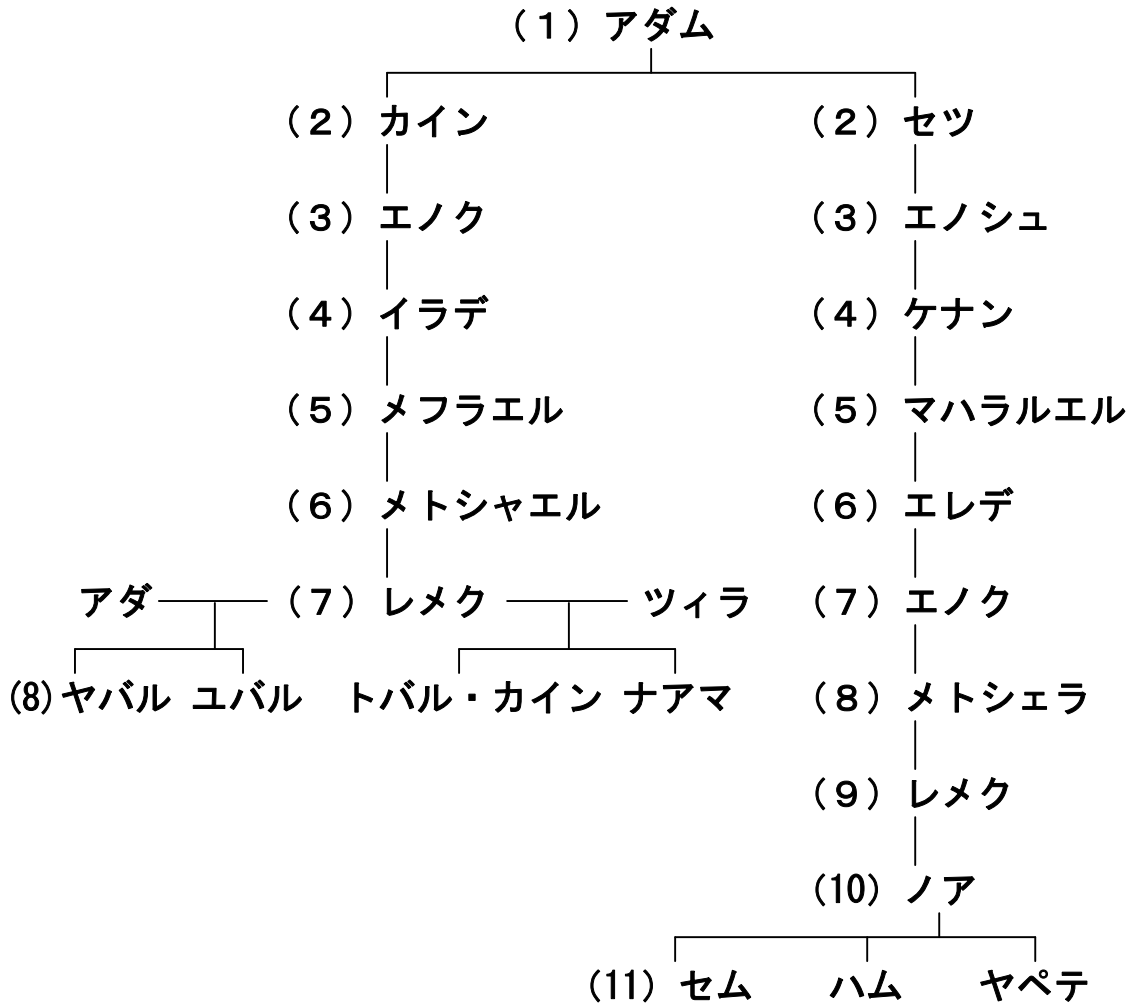 （１）アダム
（２）カイン （２）セツ
（３）エノク （３）エノシュ
（４）イラデ （４）ケナン
（５）メフラエル （５）マハラルエル
（６）メトシャエル （６）エレデ
アダ （７）レメク ツィラ （７）エノク
(8)ヤバル ユバル トバル・カイン ナアマ （８）メトシェラ
（９）レメク
（10）ノア
（11）セム ハム ヤペテ